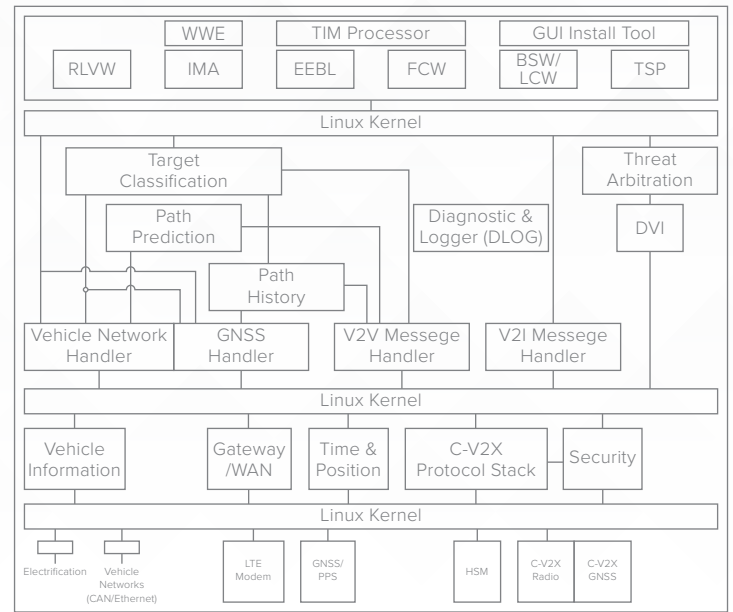 WWE
TIM Processor
GUI Install Tool
RLVW
IMA
EEBL
FCW
BSW/
LCW
TSP
Linux Kernel
Target
Classification
Threat
Arbitration
Path
Prediction
Diagnostic &
Logger (DLOG)
DVI
Path
History
Vehicle Network
Handler
GNSS
Handler
V2V Messege
Handler
V2I Messege
Handler
Linux Kernel
Vehicle
Information
Gateway
/WAN
Time &
Position
C-V2X
Protocol Stack
Security
Linux Kernel
Electrification
Vehicle
Networks
(CAN/Ethernet)
LTE
Modem
GNSS/
PPS
HSM
C-V2X
Radio
C-V2X
GNSS